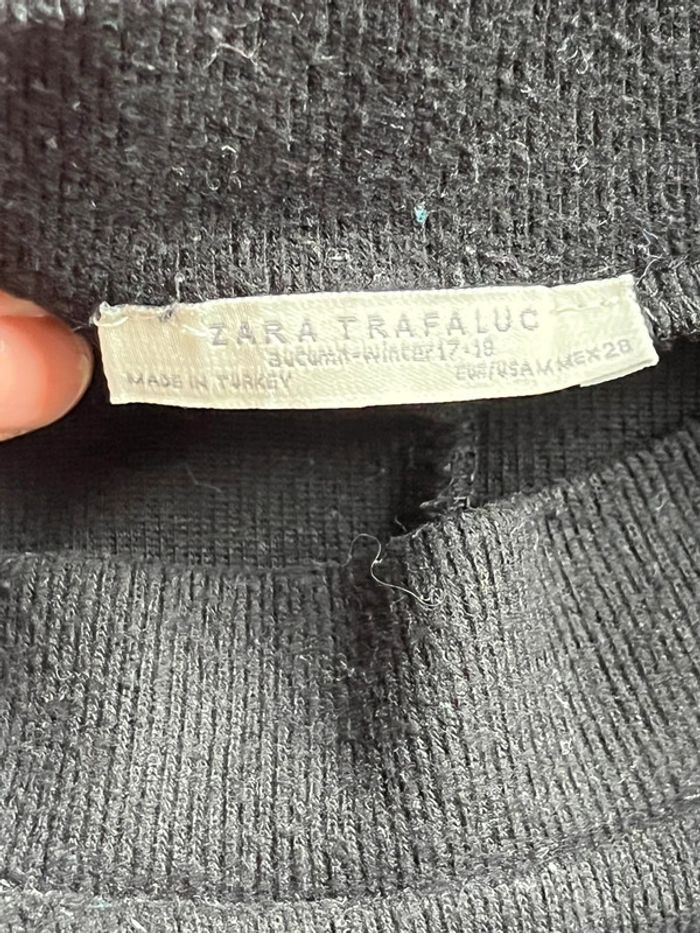 ZARA TRAFALUC
autumn-winter17-18
MADE IN TURKEY EUR/USA M MEX 28